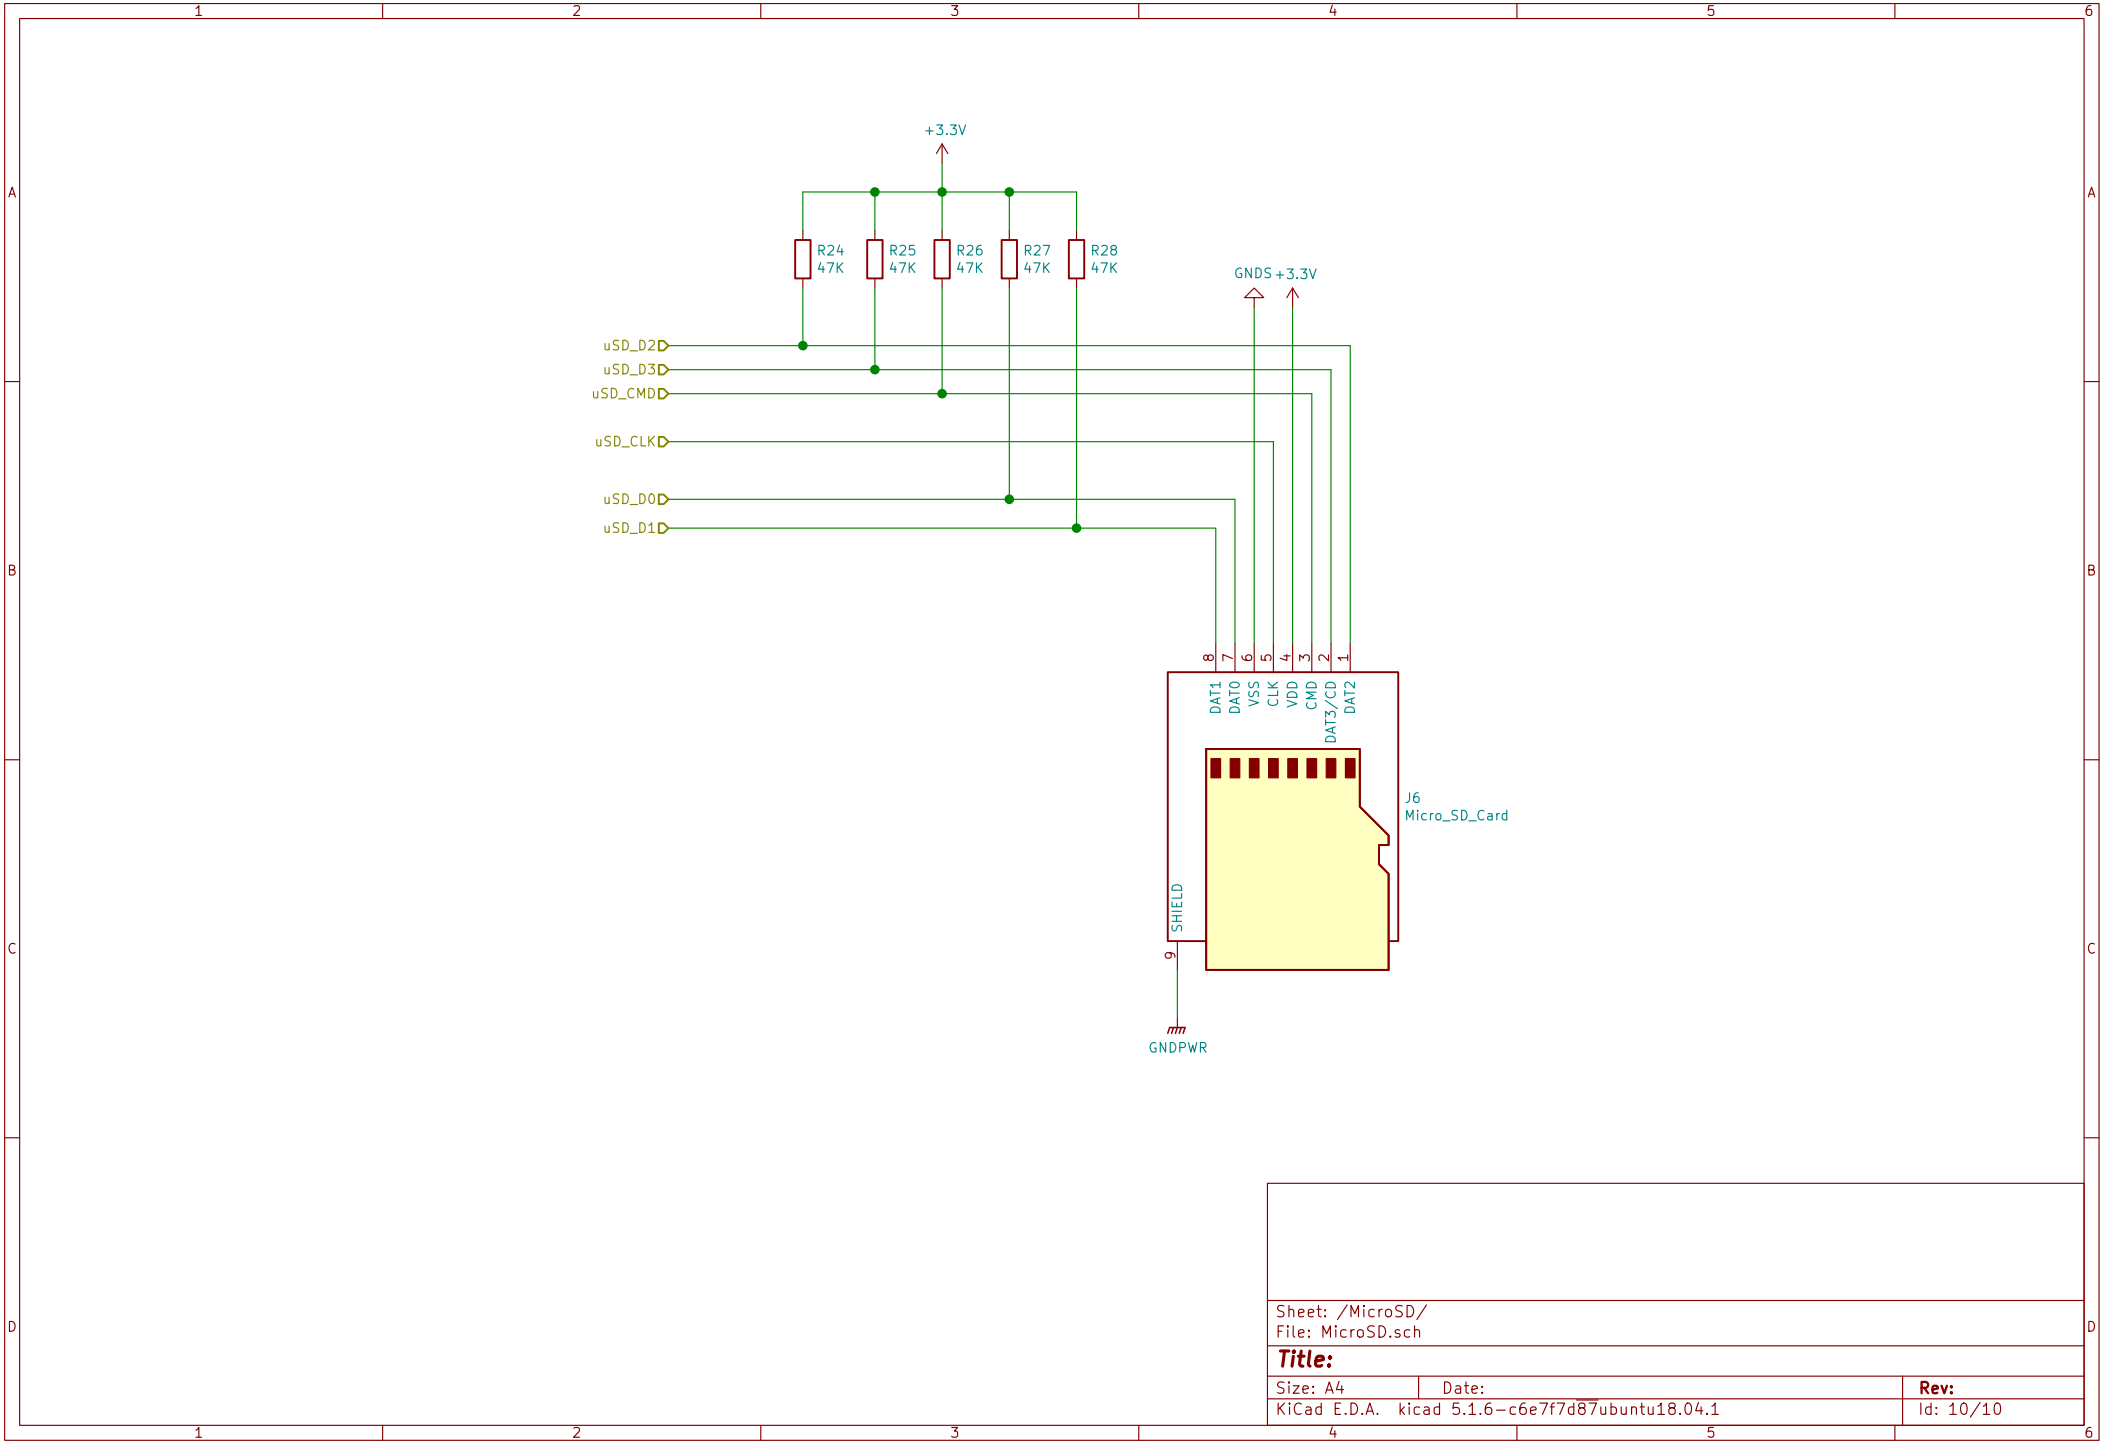 1 2 3 4 5 6
+3.3V
A A
R24 R25 R26 R27 R28
47K 47K 47K 47K 47K
GNDS +3.3V
uSD_D2
uSD_D3
uSD_CMD
uSD_CLK
uSD_D0
uSD_D1
B B
8 7 6 5 4 3 2 1
DAT1 DAT0 VSS CLK VDD CMD DAT3/CD DAT2
J6
Micro_SD_Card
SHIELD
C C
9
GNDPWR
Sheet: /MicroSD/
D D
File: MicroSD.sch
Title:
Size: A4 Date: Rev:
KiCad E.D.A. kicad 5.1.6-c6e7f7d87ubuntu18.04.1 Id: 10/10
1 2 3 4 5 6